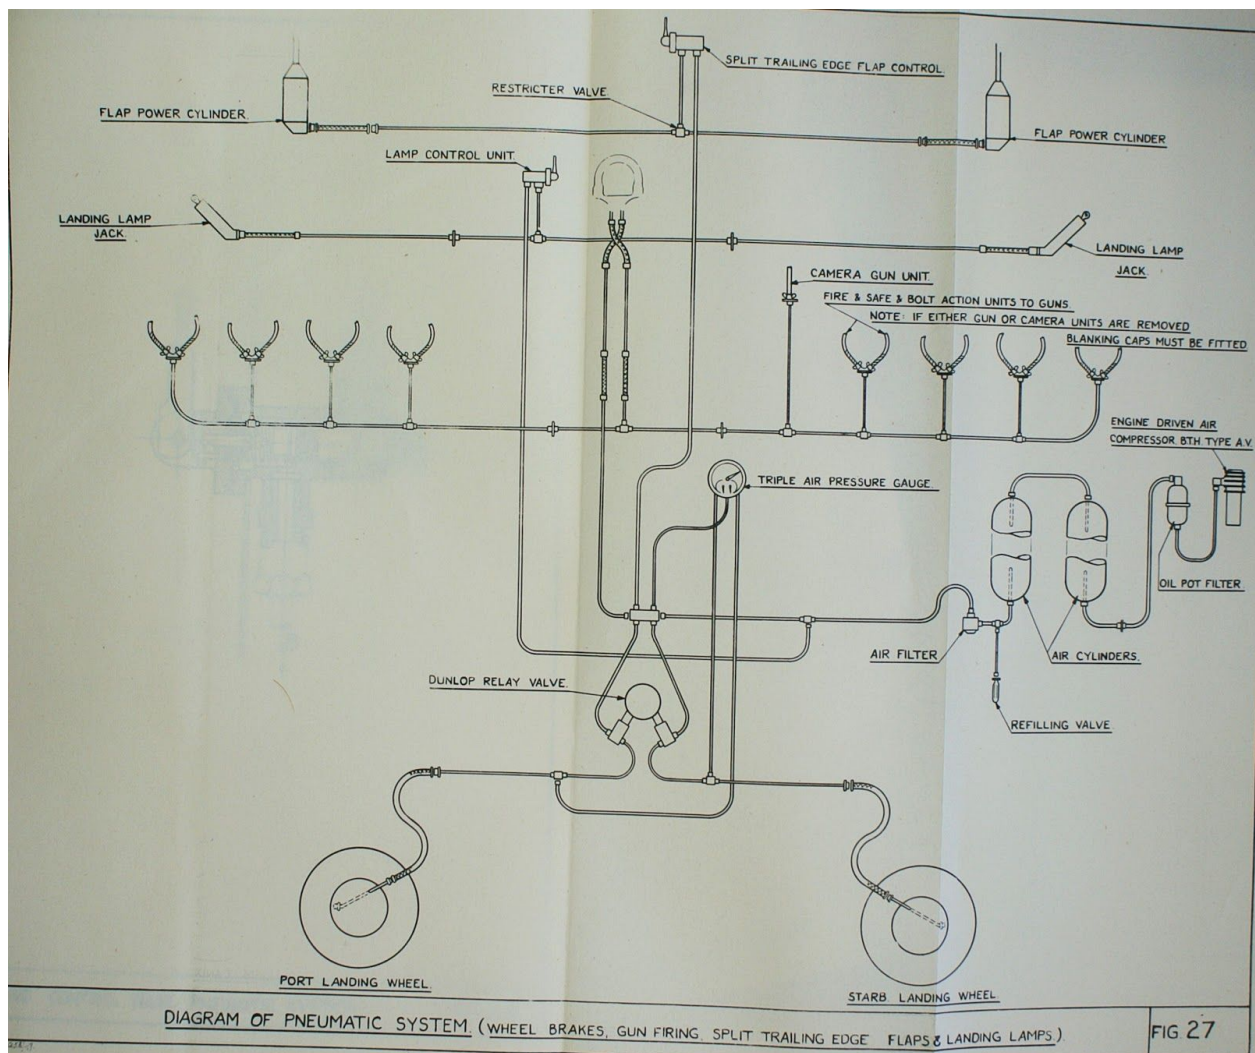 SPLIT TRAILING EDGE FLAP CONTROL.
RESTRICTER VALVE.
FLAP POWER CYLINDER.
FLAP POWER CYLINDER
LAMP CONTROL UNIT.
LANDING LAMP
JACK.
LANDING LAMP
JACK.
CAMERA GUN UNIT.
FIRE & SAFE & BOLT ACTION UNITS TO GUNS.
NOTE: IF EITHER GUN OR CAMERA UNITS ARE REMOVED
BLANKING CAPS MUST BE FITTED
ENGINE DRIVEN AIR
COMPRESSOR BTH TYPE A.V.
TRIPLE AIR PRESSURE GAUGE.
OIL POT FILTER.
AIR FILTER
AIR CYLINDERS.
DUNLOP RELAY VALVE.
REFILLING VALVE
PORT LANDING WHEEL.
STARB. LANDING WHEEL
DIAGRAM OF PNEUMATIC SYSTEM. (WHEEL BRAKES, GUN FIRING, SPLIT TRAILING EDGE FLAPS & LANDING LAMPS.)
FIG 27